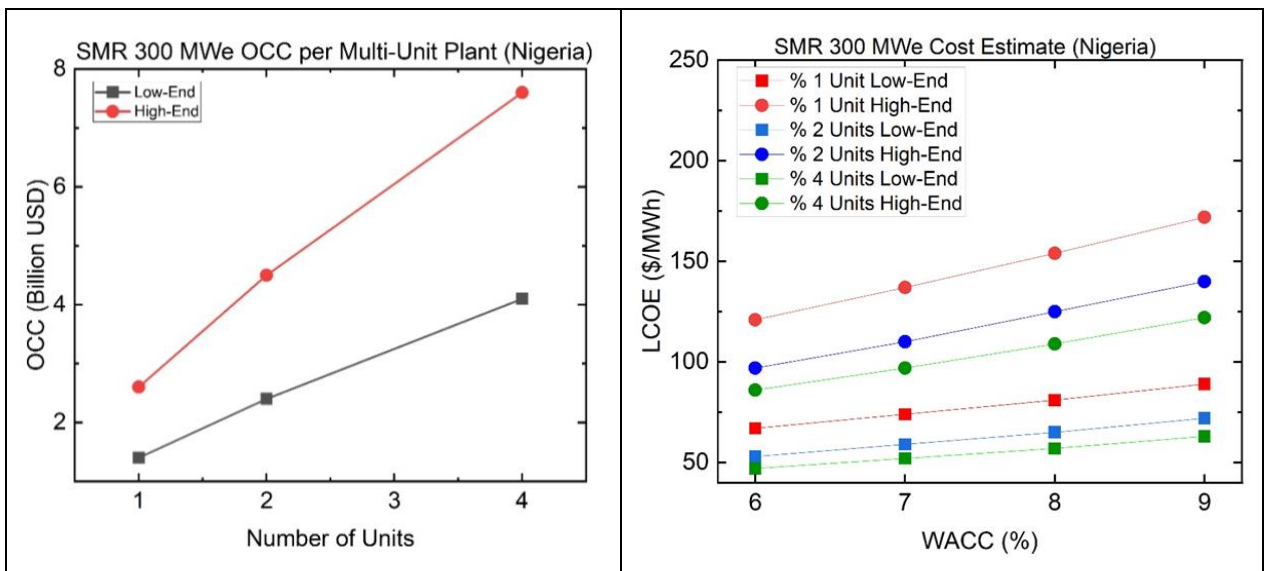 SMR 300 MWe OCC per Multi-Unit Plant (Nigeria)
8
6
4
2
OCC (Billion USD)
Low-End
High-End
1
2
3
4
Number of Units
SMR 300 MWe Cost Estimate (Nigeria)
250
200
150
100
50
LCOE ($/MWh)
% 1 Unit Low-End
% 1 Unit High-End
% 2 Units Low-End
% 2 Units High-End
% 4 Units Low-End
% 4 Units High-End
6
7
8
9
WACC (%)